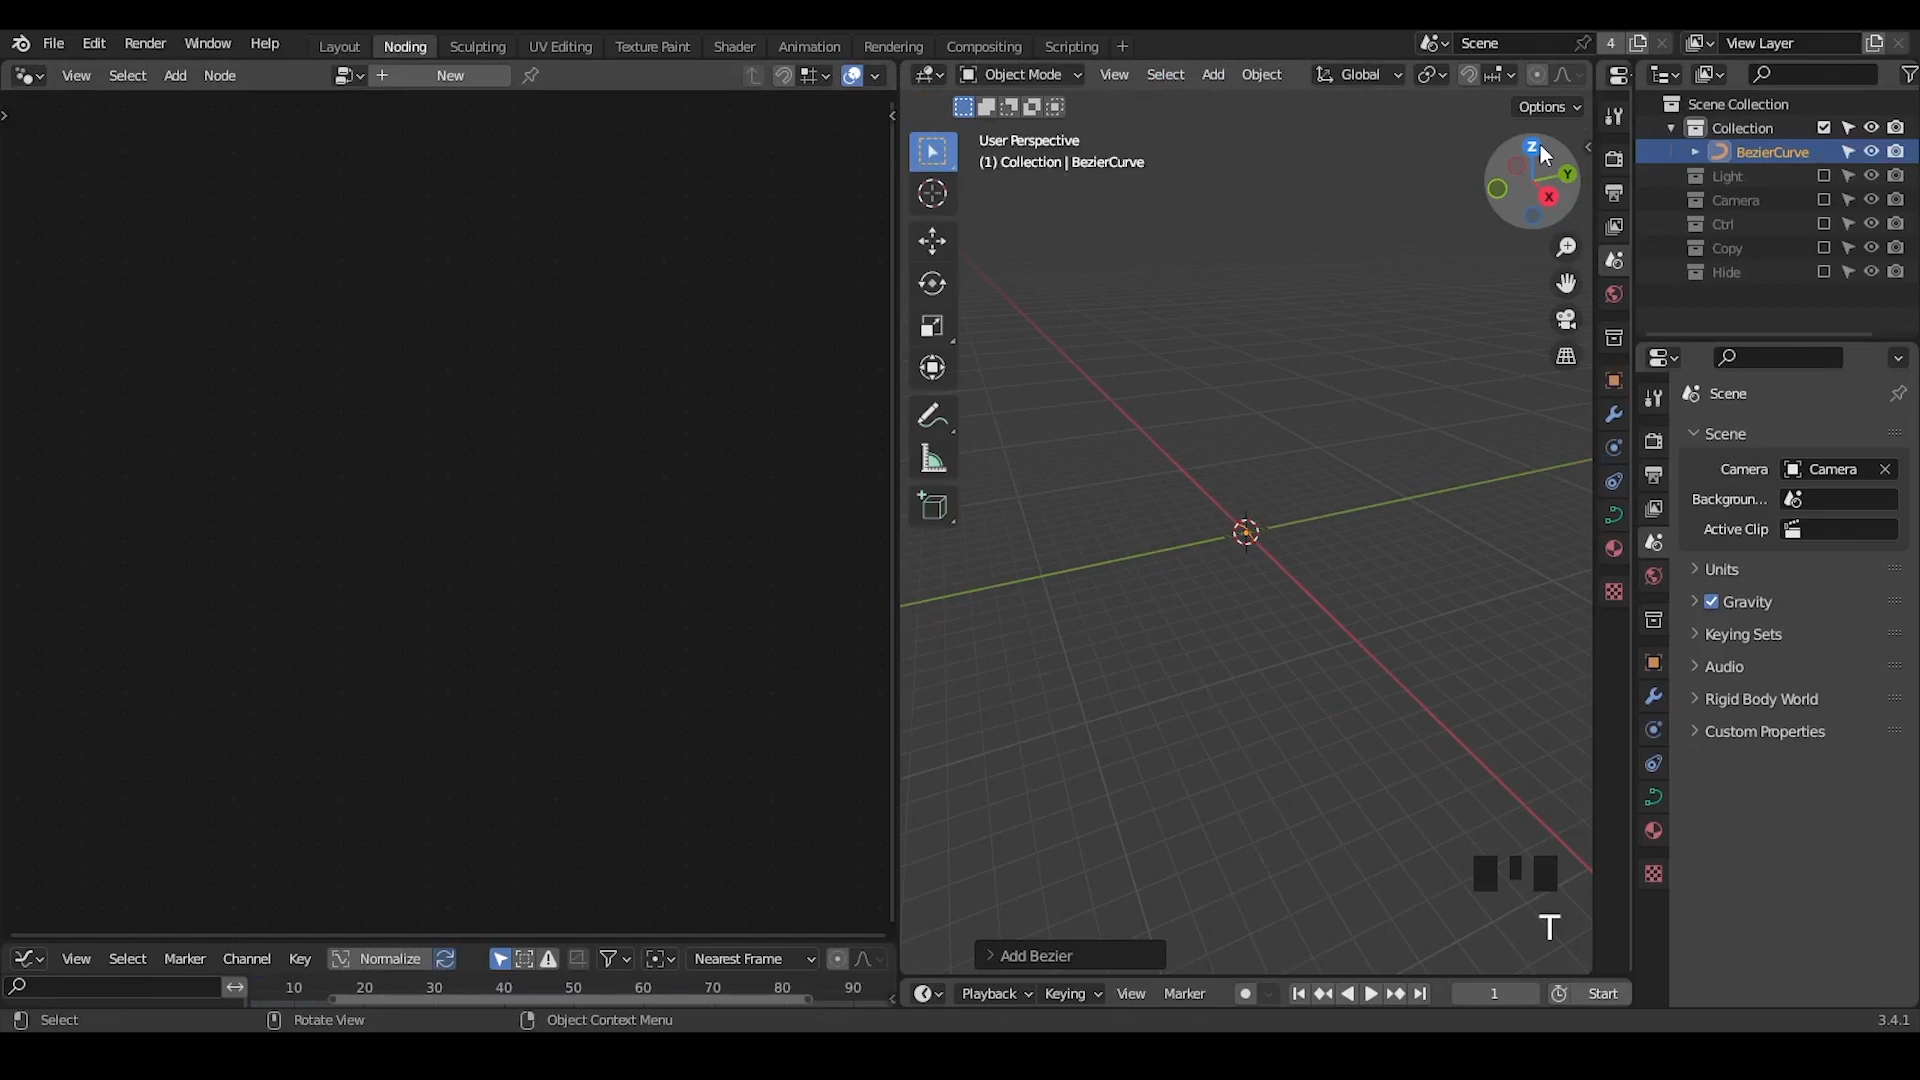 File Edit Render Window Help
Layout Noding Sculpting UV Editing Texture Paint Shader Animation Rendering Compositing Scripting +
Scene 4 View Layer
View Select Add Node + New
Object Mode View Select Add Object Global
Options
User Perspective
(1) Collection | BezierCurve
Z
Y
X
Scene Collection
Collection
BezierCurve
Light
Camera
Ctrl
Copy
Hide
Scene
Scene
Camera Camera
Backgroun...
Active Clip
Units
Gravity
Keying Sets
Audio
Rigid Body World
Custom Properties
T
Add Bezier
View Select Marker Channel Key Normalize Nearest Frame
10 20 30 40 50 60 70 80 90
Playback Keying View Marker 1 Start
Select Rotate View Object Context Menu 3.4.1